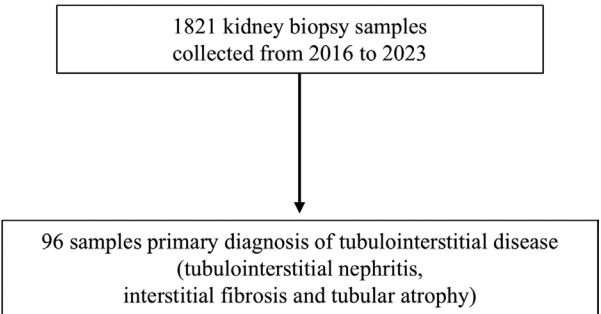 1821 kidney biopsy samples
collected from 2016 to 2023
96 samples primary diagnosis of tubulointerstitial disease
(tubulointerstitial nephritis,
interstitial fibrosis and tubular atrophy)